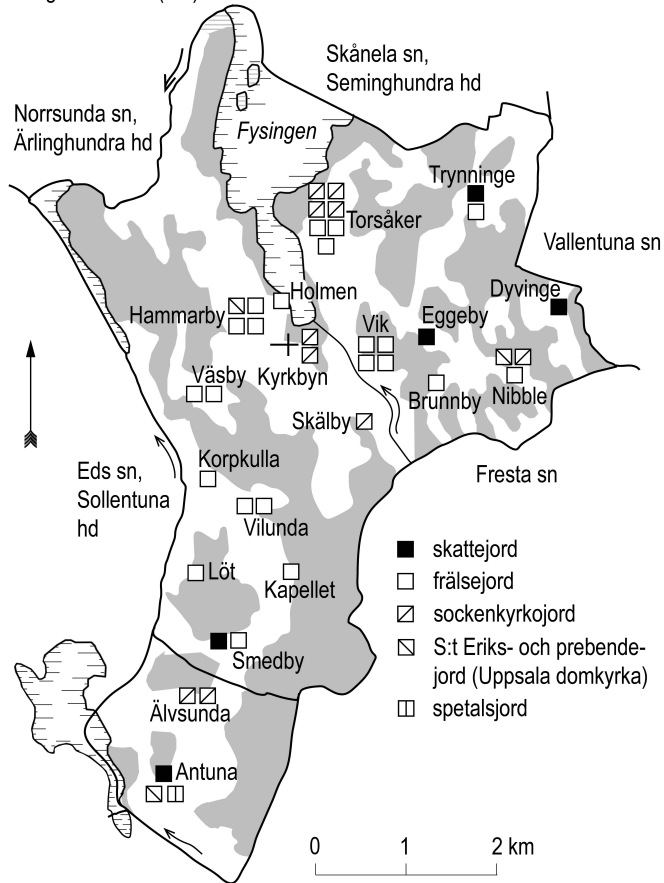 Skånela sn,
Seminghundra hd
Norrsunda sn,
Ärlinghundra hd
Fysingen
Trynninge
Torsåker
Vallentuna sn
Holmen
Dyvinge
Hammarby
Vik
Eggeby
Kyrkbyn
Väsby
Brunnby
Nibble
Skälby
Korpkulla
Eds sn,
Sollentuna
hd
Fresta sn
Vilunda
Löt
Kapellet
Smedby
Älvsunda
Antuna
skattejord
frälsejord
sockenkyrkojord
S:t Eriks- och prebende-
jord (Uppsala domkyrka)
spetalsjord
0 1 2 km